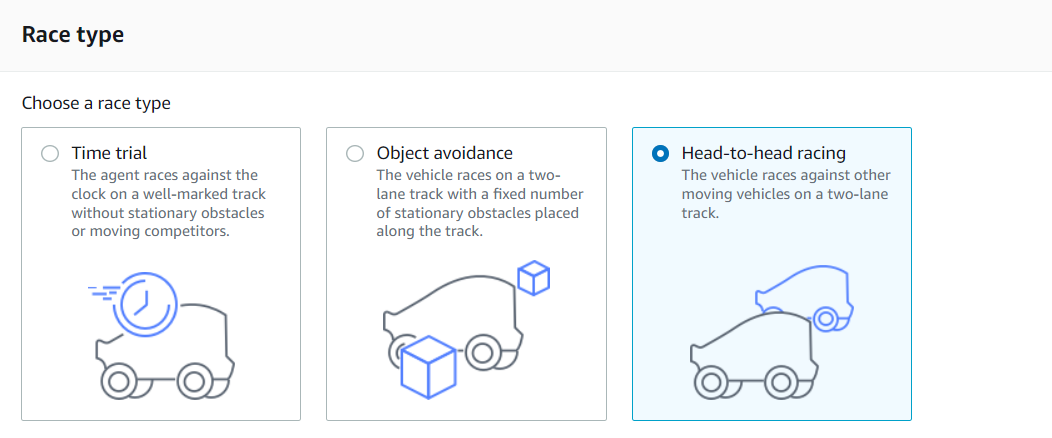 Race type
Choose a race type
Time trial
The agent races against the
clock on a well-marked track
without stationary obstacles
or moving competitors.
Object avoidance
The vehicle races on a two-
lane track with a fixed number
of stationary obstacles placed
along the track.
Head-to-head racing
The vehicle races against other
moving vehicles on a two-lane
track.